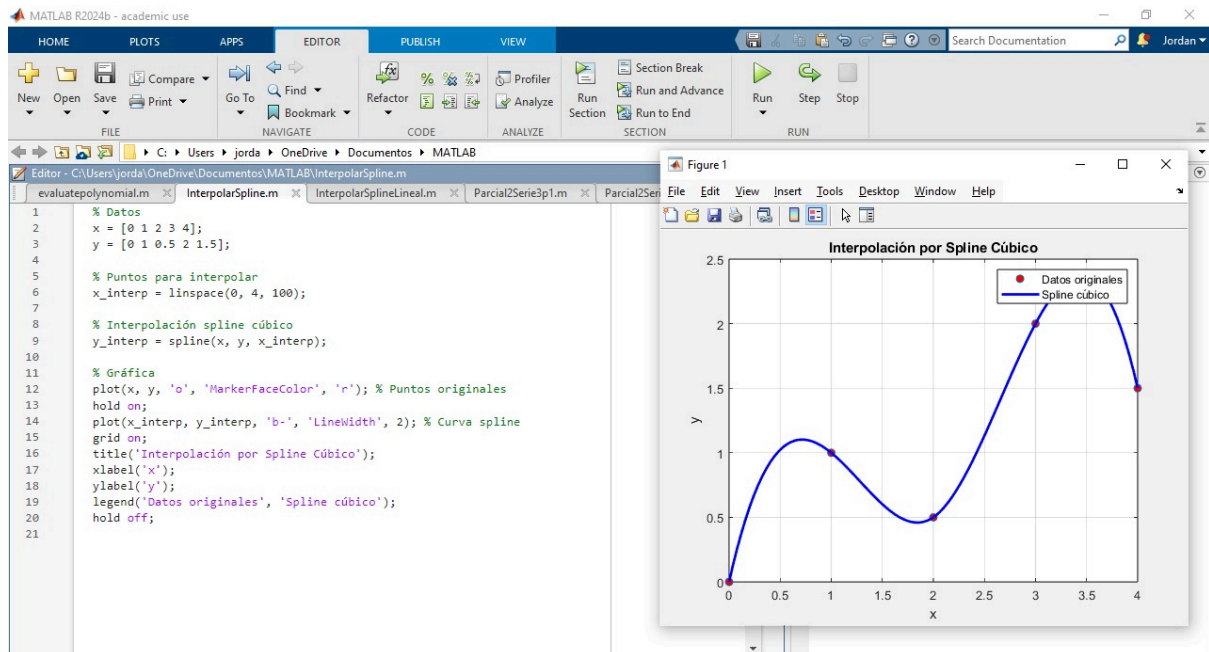 MATLAB R2024b - academic use
HOME PLOTS APPS EDITOR PUBLISH VIEW
Search Documentation
Jordan
New
Open
Save
Compare
Print
FILE
Go To
Find
Bookmark
NAVIGATE
Refactor
CODE
Profiler
Analyze
ANALYZE
Run Section
Section Break
Run and Advance
Run to End
SECTION
Run
Step
Stop
RUN
C: Users jorda OneDrive Documentos MATLAB
Editor - C:\Users\jorda\OneDrive\Documentos\MATLAB\InterpolarSpline.m
evaluatepolynomial.m InterpolarSpline.m InterpolarSplineLineal.m Parcial2Serie3p1.m Parcial2Seri
1 % Datos
2 x = [0 1 2 3 4];
3 y = [0 1 0.5 2 1.5];
4
5 % Puntos para interpolar
6 x_interp = linspace(0, 4, 100);
7
8 % Interpolación spline cúbico
9 y_interp = spline(x, y, x_interp);
10
11 % Gráfica
12 plot(x, y, 'o', 'MarkerFaceColor', 'r'); % Puntos originales
13 hold on;
14 plot(x_interp, y_interp, 'b-', 'LineWidth', 2); % Curva spline
15 grid on;
16 title('Interpolación por Spline Cúbico');
17 xlabel('x');
18 ylabel('y');
19 legend('Datos originales', 'Spline cúbico');
20 hold off;
21
Figure 1
File Edit View Insert Tools Desktop Window Help
Interpolación por Spline Cúbico
Datos originales
Spline cúbico
2.5
2
1.5
1
0.5
0
y
0 0.5 1 1.5 2 2.5 3 3.5 4
x